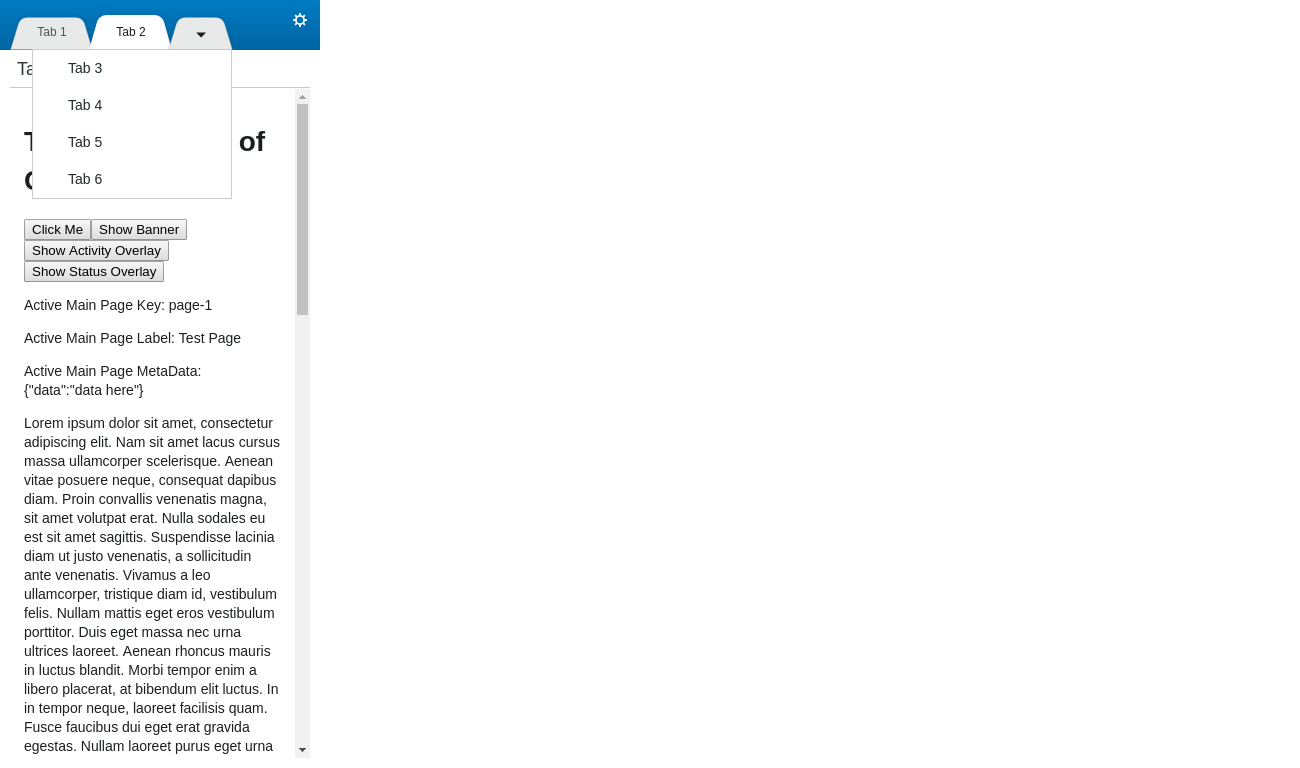 Tab 1
Tab 2
Tab 3
Tab 4
Tab 5
Tab 6
of
Click Me
Show Banner
Show Activity Overlay
Show Status Overlay
Active Main Page Key: page-1
Active Main Page Label: Test Page
Active Main Page MetaData:
{"data":"data here"}
Lorem ipsum dolor sit amet, consectetur
adipiscing elit. Nam sit amet lacus cursus
massa ullamcorper scelerisque. Aenean
vitae posuere neque, consequat dapibus
diam. Proin convallis venenatis magna,
sit amet volutpat erat. Nulla sodales eu
est sit amet sagittis. Suspendisse lacinia
diam ut justo venenatis, a sollicitudin
ante venenatis. Vivamus a leo
ullamcorper, tristique diam id, vestibulum
felis. Nullam mattis eget eros vestibulum
porttitor. Duis eget massa nec urna
ultrices laoreet. Aenean rhoncus mauris
in luctus blandit. Morbi tempor enim a
libero placerat, at bibendum elit luctus. In
in tempor neque, laoreet facilisis quam.
Fusce faucibus dui eget erat gravida
egestas. Nullam laoreet purus eget urna